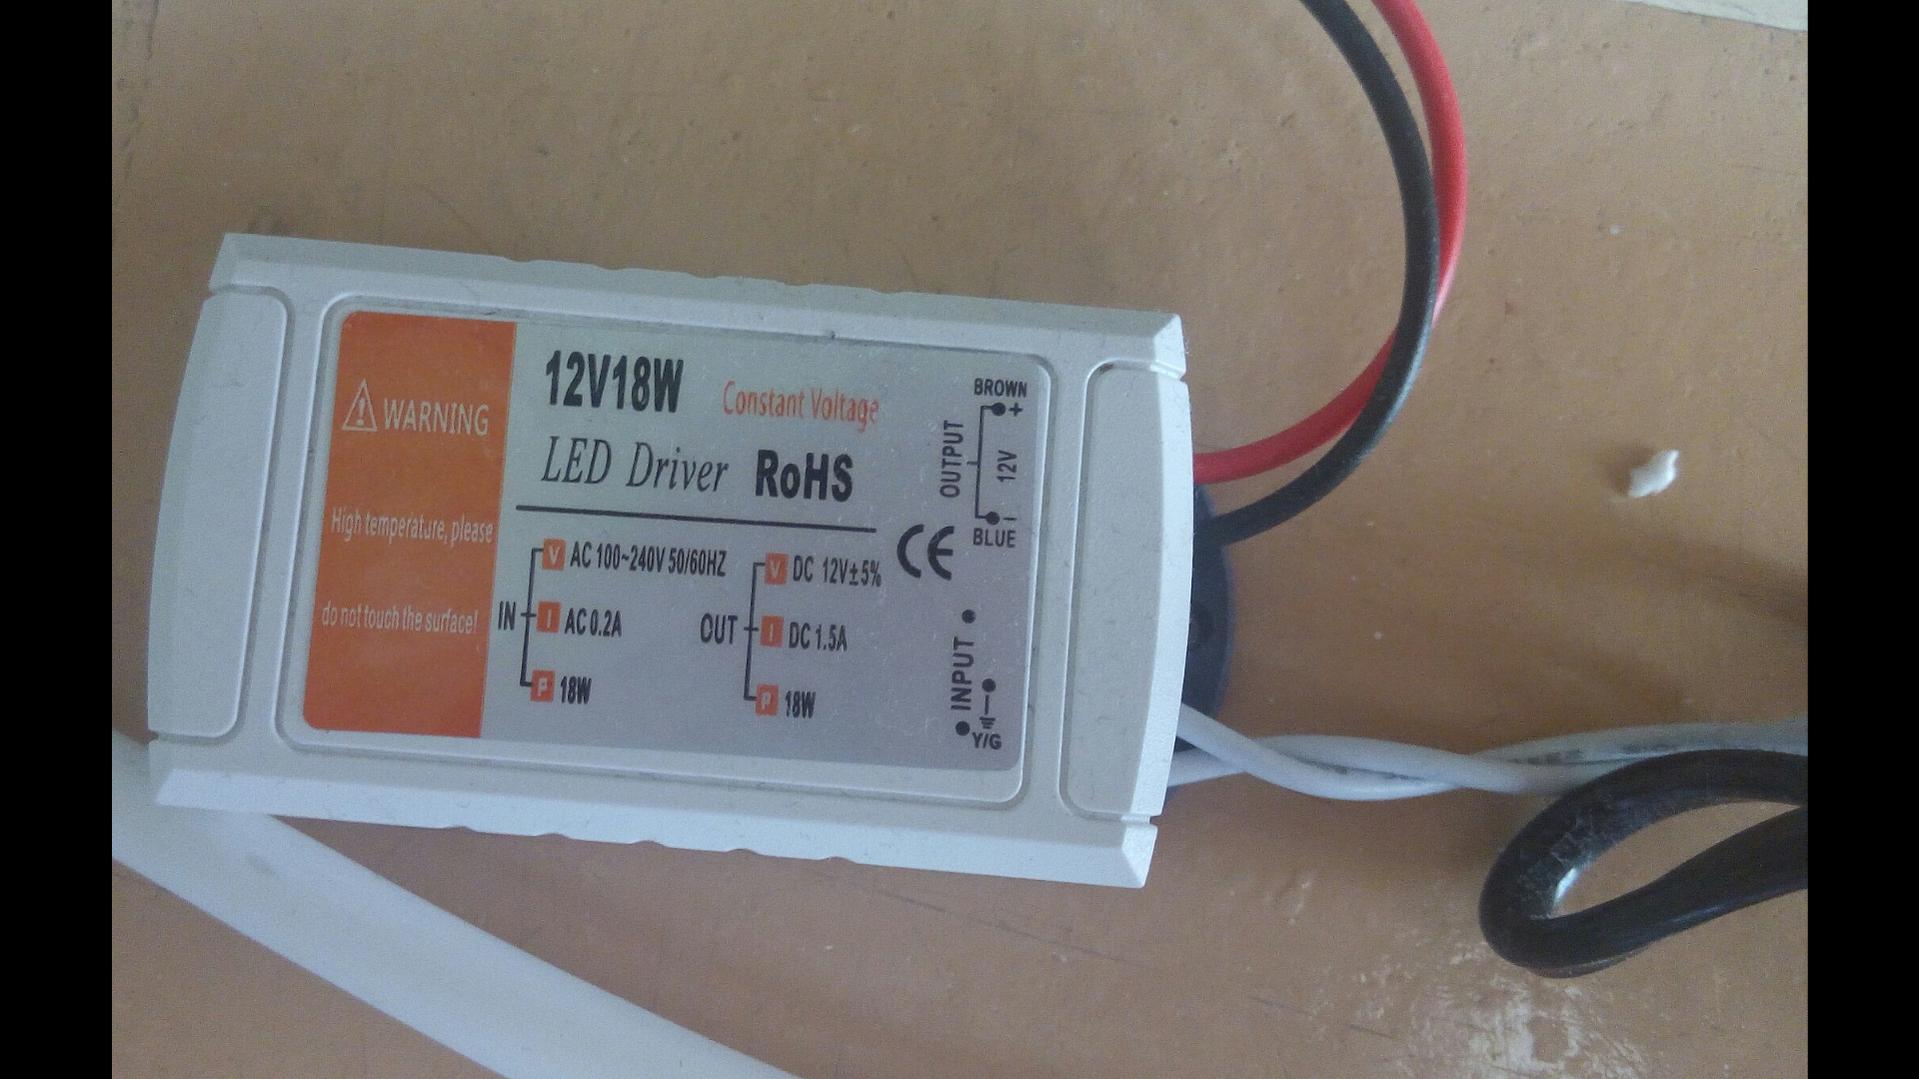 WARNING
High temperature, please
do not touch the surface!
12V18W Constant Voltage
LED Driver RoHS
IN
V AC 100~240V 50/60HZ
I AC 0.2A
P 18W
OUT
V DC 12V±5%
I DC 1.5A
P 18W
CE
BROWN
+
OUTPUT
12V
-
BLUE
INPUT
Y/G